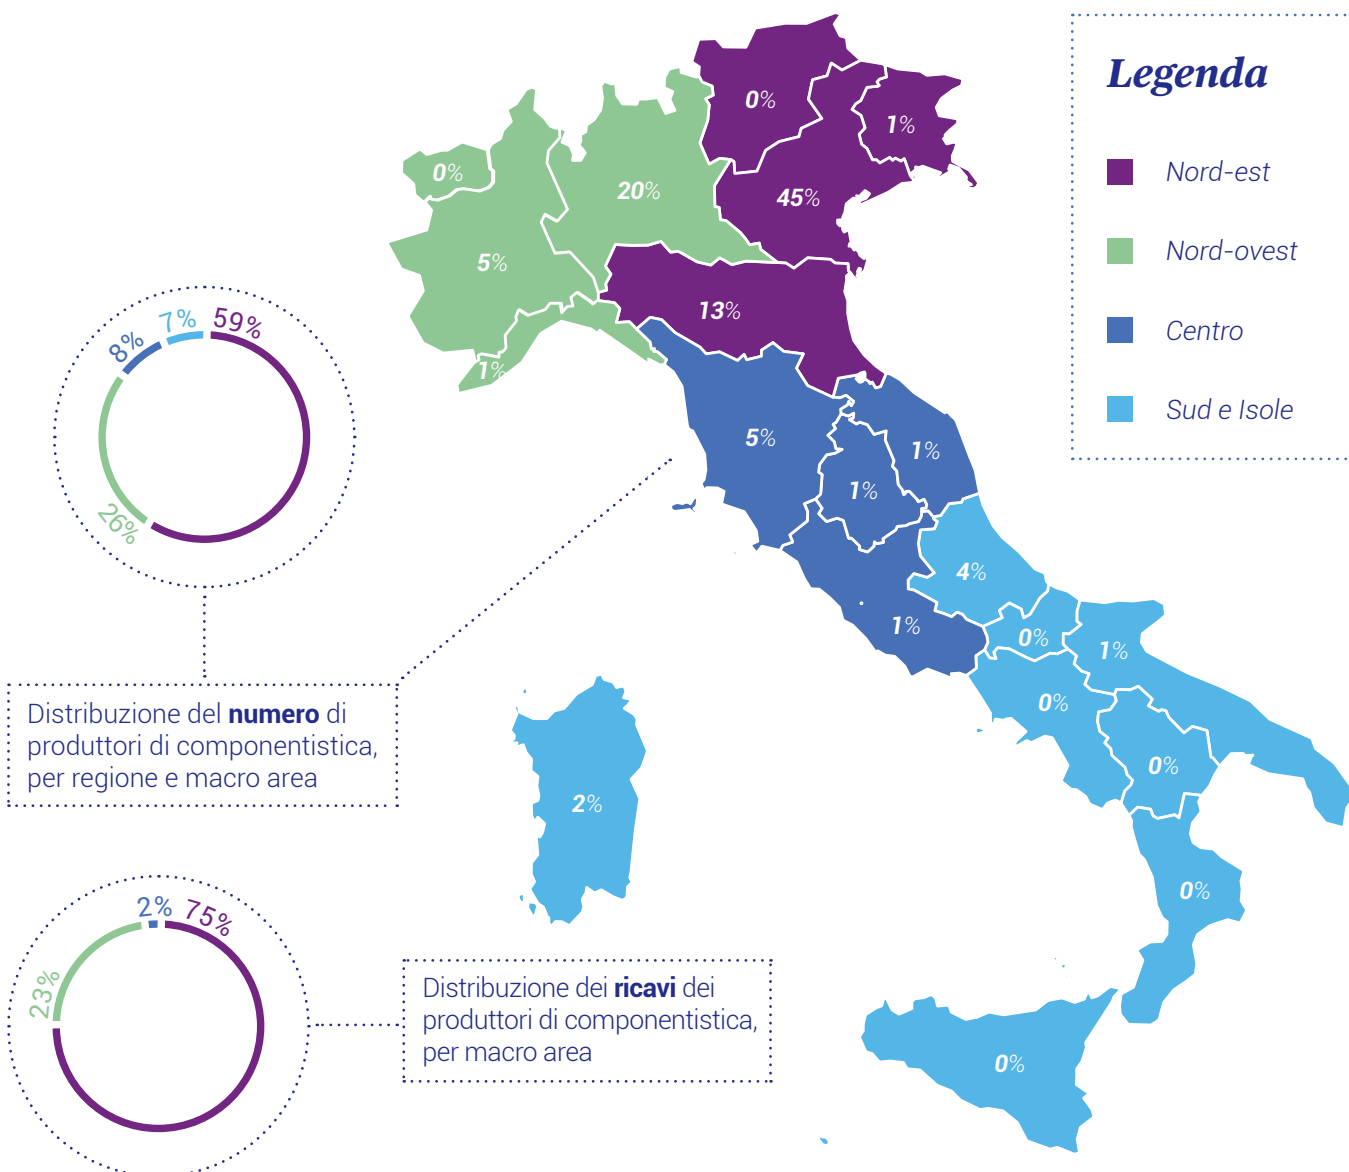 Legenda
Nord-est
Nord-ovest
Centro
Sud e Isole
0%
1%
0%
20%
45%
5%
13%
1%
5%
1%
1%
1%
4%
0%
1%
0%
0%
2%
0%
0%
7%
59%
8%
26%
Distribuzione del numero di
produttori di componentistica,
per regione e macro area
2%
75%
23%
Distribuzione dei ricavi dei
produttori di componentistica,
per macro area